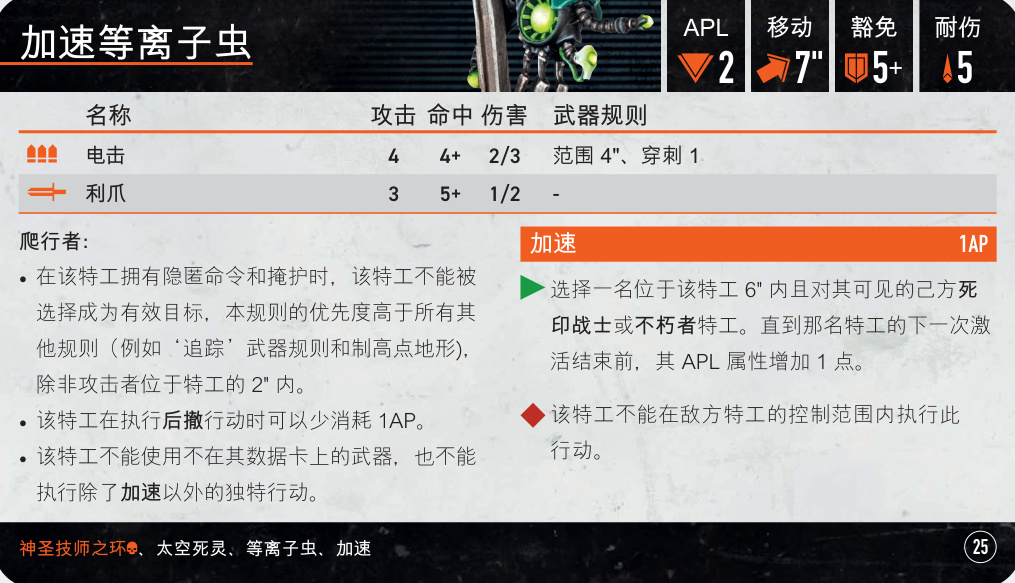 加速等离子虫
APL 移动 豁免 耐伤
2 7" 5+ 5
名称 攻击 命中 伤害 武器规则
电击 4 4+ 2/3 范围 4"、穿刺 1
利爪 3 5+ 1/2 -
爬行者:
• 在该特工拥有隐匿命令和掩护时，该特工不能被
选择成为有效目标，本规则的优先度高于所有其
他规则（例如‘追踪’武器规则和制高点地形),
除非攻击者位于特工的 2" 内。
• 该特工在执行后撤行动时可以少消耗 1AP。
• 该特工不能使用不在其数据卡上的武器，也不能
执行除了加速以外的独特行动。
加速 1AP
选择一名位于该特工 6" 内且对其可见的己方死
印战士或不朽者特工。直到那名特工的下一次激
活结束前，其 APL 属性增加 1 点。
该特工不能在敌方特工的控制范围内执行此
行动。
神圣技师之环、太空死灵、等离子虫、加速
25